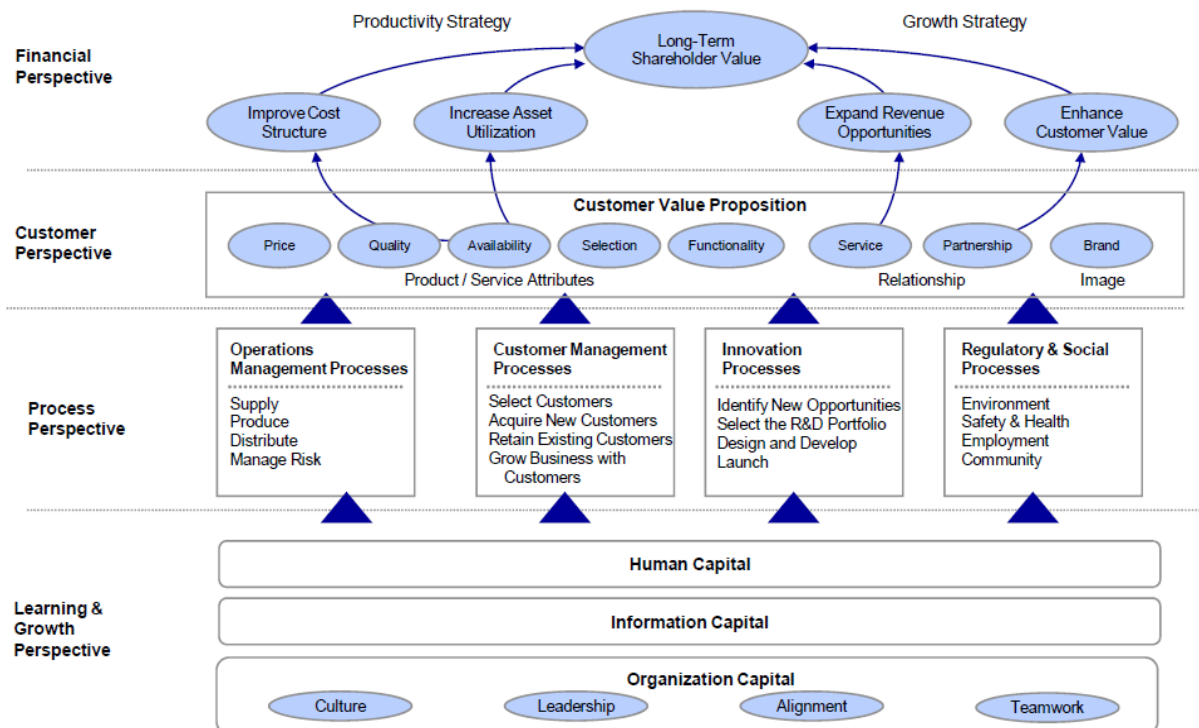 Productivity Strategy
Growth Strategy
Financial
Perspective
Long-Term
Shareholder Value
Improve Cost
Structure
Increase Asset
Utilization
Expand Revenue
Opportunities
Enhance
Customer Value
Customer
Perspective
Customer Value Proposition
Price
Quality
Availability
Selection
Functionality
Service
Partnership
Brand
Product / Service Attributes
Relationship
Image
Process
Perspective
Operations
Management Processes
Supply
Produce
Distribute
Manage Risk
Customer Management
Processes
Select Customers
Acquire New Customers
Retain Existing Customers
Grow Business with
Customers
Innovation
Processes
Identify New Opportunities
Select the R&D Portfolio
Design and Develop
Launch
Regulatory & Social
Processes
Environment
Safety & Health
Employment
Community
Learning &
Growth
Perspective
Human Capital
Information Capital
Organization Capital
Culture
Leadership
Alignment
Teamwork